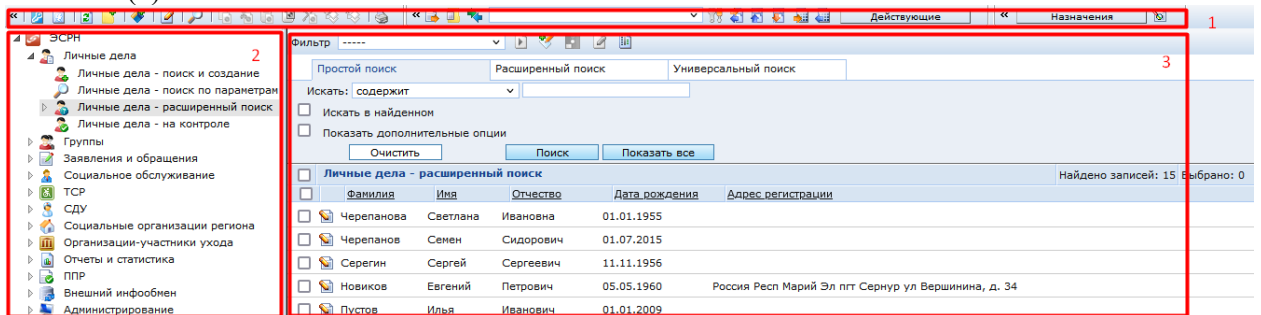 « « Действующие « Назначения 1
ЭСРН 2
Личные дела
Личные дела - поиск и создание
Личные дела - поиск по параметрам
Личные дела - расширенный поиск
Личные дела - на контроле
Группы
Заявления и обращения
Социальное обслуживание
ТСР
СДУ
Социальные организации региона
Организации-участники ухода
Отчеты и статистика
ППР
Внешний инфообмен
Администрирование
Фильтр ----- 3
Простой поиск Расширенный поиск Универсальный поиск
Искать: содержит
Искать в найденном
Показать дополнительные опции
Очистить Поиск Показать все
Личные дела - расширенный поиск Найдено записей: 15 Выбрано: 0
Фамилия Имя Отчество Дата рождения Адрес регистрации
Черепанова Светлана Ивановна 01.01.1955
Черепанов Семен Сидорович 01.07.2015
Серегин Сергей Сергеевич 11.11.1956
Новиков Евгений Петрович 05.05.1960 Россия Респ Марий Эл пгт Сернур ул Вершинина, д. 34
Пустов Илья Иванович 01.01.2009